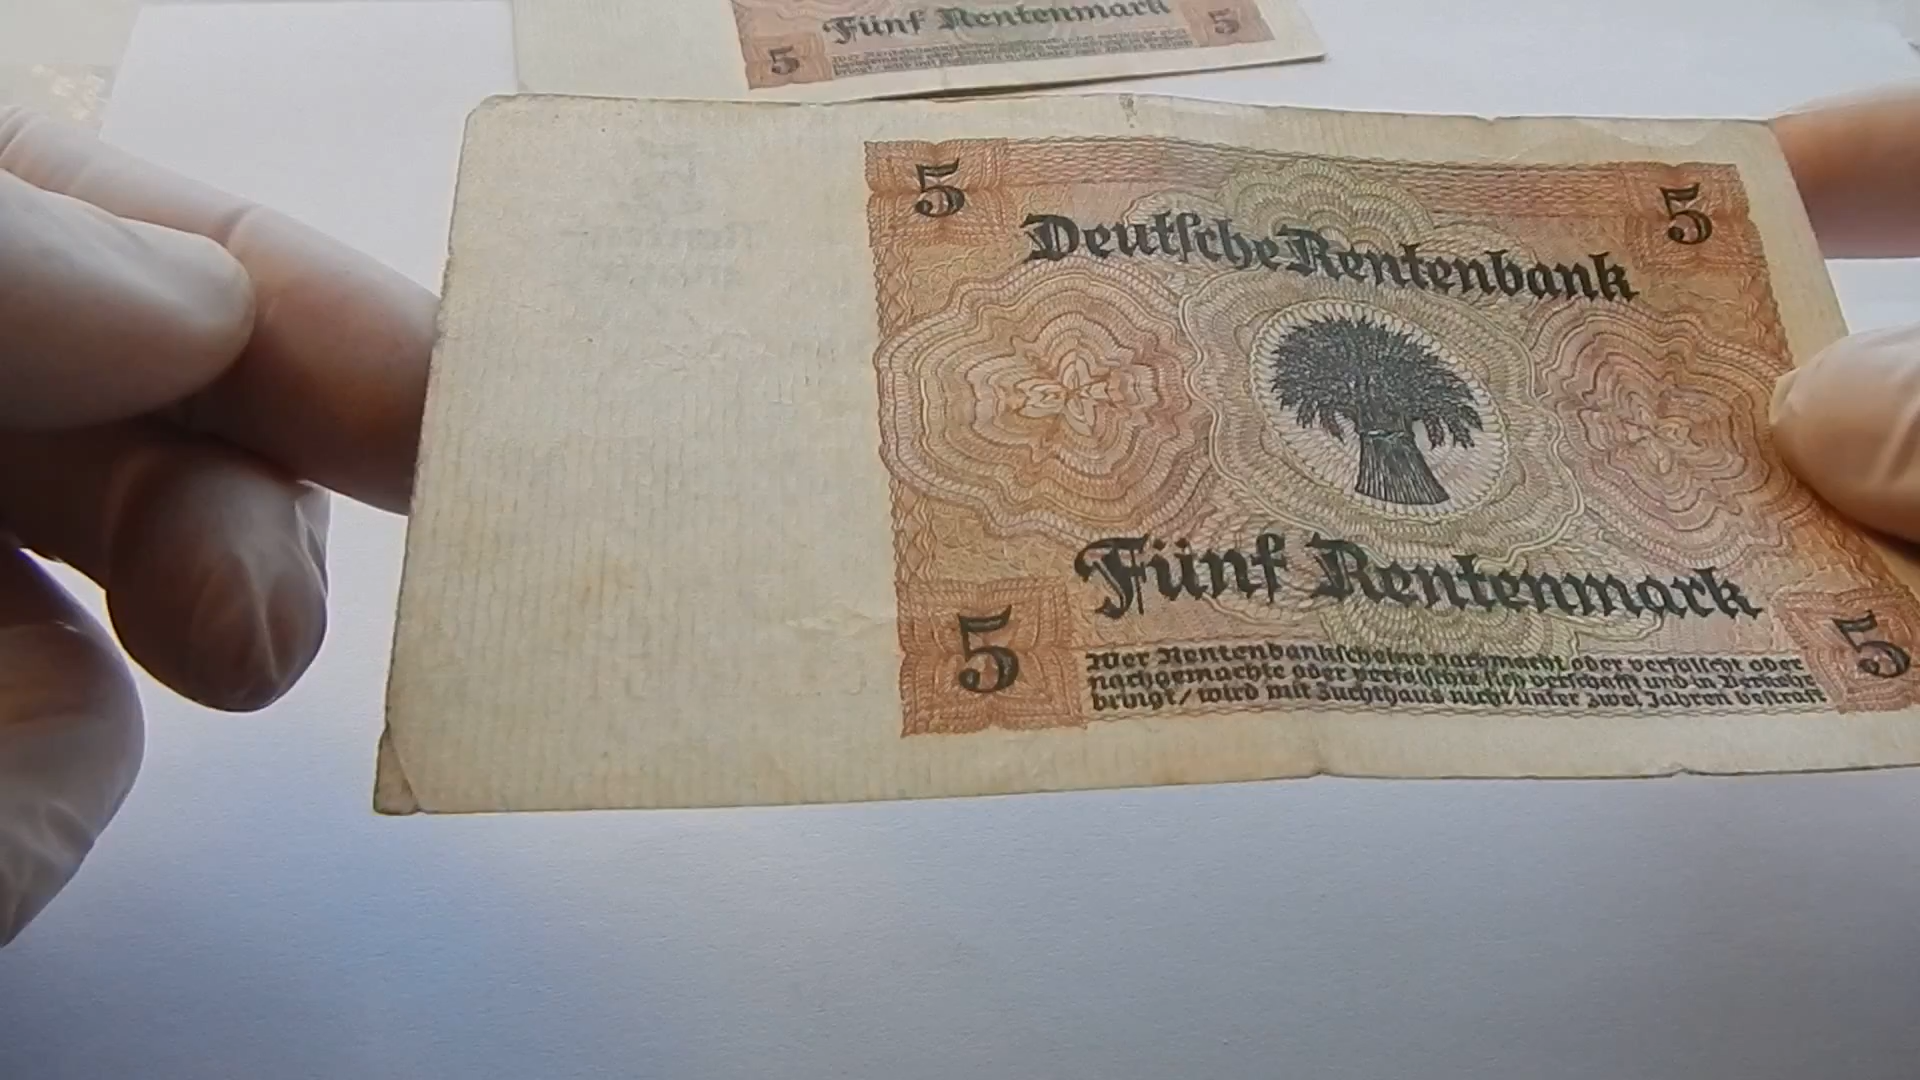 Fünf Rentenmark
5
5
5
5
Deutsche Rentenbank
Fünf Rentenmark
5
5
Wer Rentenbankscheine nachmacht oder verfälscht oder
nachgemachte oder verfälschte sich verschafft und in Verkehr
bringt/wird mit Zuchthaus nicht unter zwei Jahren bestraft